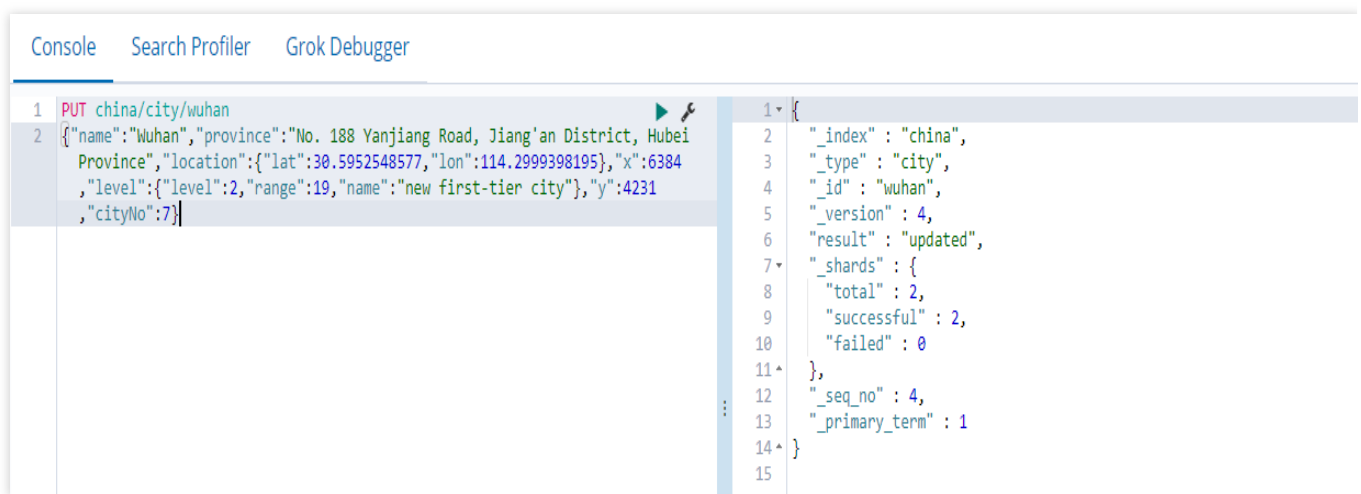 Console Search Profiler Grok Debugger
1 PUT china/city/wuhan
2 {"name":"Wuhan","province":"No. 188 Yanjiang Road, Jiang'an District, Hubei
Province","location":{"lat":30.5952548577,"lon":114.2999398195},"x":6384
,"level":{"level":2,"range":19,"name":"new first-tier city"},"y":4231
,"cityNo":7}
1 {
2 "_index" : "china",
3 "_type" : "city",
4 "_id" : "wuhan",
5 "_version" : 4,
6 "result" : "updated",
7 "_shards" : {
8 "total" : 2,
9 "successful" : 2,
10 "failed" : 0
11 },
12 "_seq_no" : 4,
13 "_primary_term" : 1
14 }
15